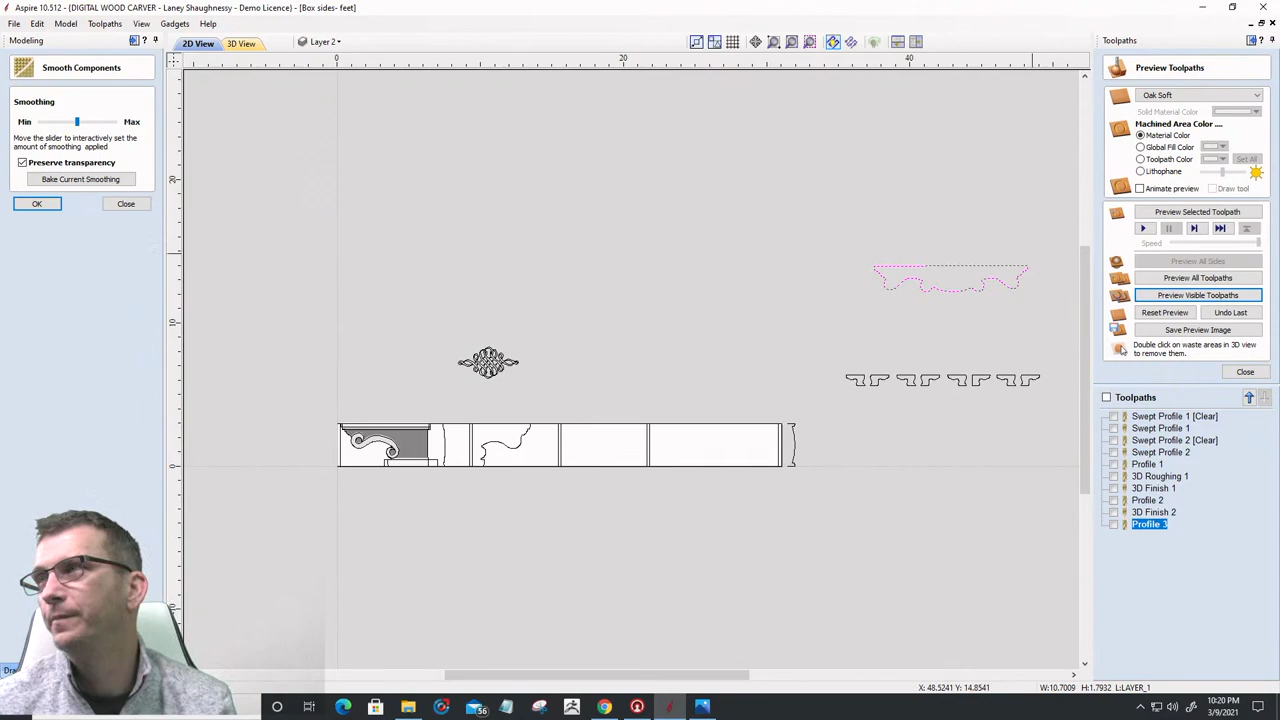 Aspire 10.512 - (DIGITAL WOOD CARVER - Laney Shaughnessy - Demo Licence) - [Box sides- feet]
File Edit Model Toolpaths View Gadgets Help
Modeling
2D View 3D View Layer 2
Toolpaths
Smooth Components
Smoothing
Min Max
Move the slider to interactively set the
amount of smoothing applied
Preserve transparency
Bake Current Smoothing
OK Close
0 20 40
20
10
0
Preview Toolpaths
Oak Soft
Solid Material Color
Machined Area Color ....
Material Color
Global Fill Color
Toolpath Color Set All
Lithophane
Animate preview Draw tool
Preview Selected Toolpath
Speed
Preview All Sides
Preview All Toolpaths
Preview Visible Toolpaths
Reset Preview Undo Last
Save Preview Image
Double click on waste areas in 3D view
to remove them.
Close
Toolpaths
Swept Profile 1 [Clear]
Swept Profile 1
Swept Profile 2 [Clear]
Swept Profile 2
Profile 1
3D Roughing 1
3D Finish 1
Profile 2
3D Finish 2
Profile 3
X: 48.5241 Y: 14.8541 W:10.7009 H:1.7932 L:LAYER_1
56
10:20 PM
3/9/2021